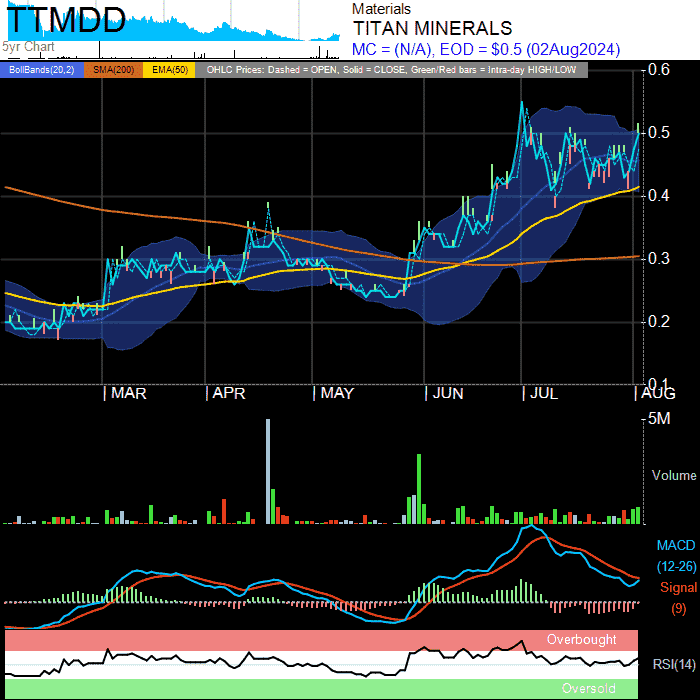 TTMDD
Materials
TITAN MINERALS
MC = (N/A), EOD = $0.5 (02Aug2024)
5yr Chart
BollBands(20,2) SMA(200) EMA(50) OHLC Prices: Dashed = OPEN, Solid = CLOSE, Green/Red bars = Intra-day HIGH/LOW
0.6
0.5
0.4
0.3
0.2
0.1
MAR APR MAY JUN JUL AUG
5M
Volume
MACD
(12-26)
Signal
(9)
Overbought
RSI(14)
Oversold